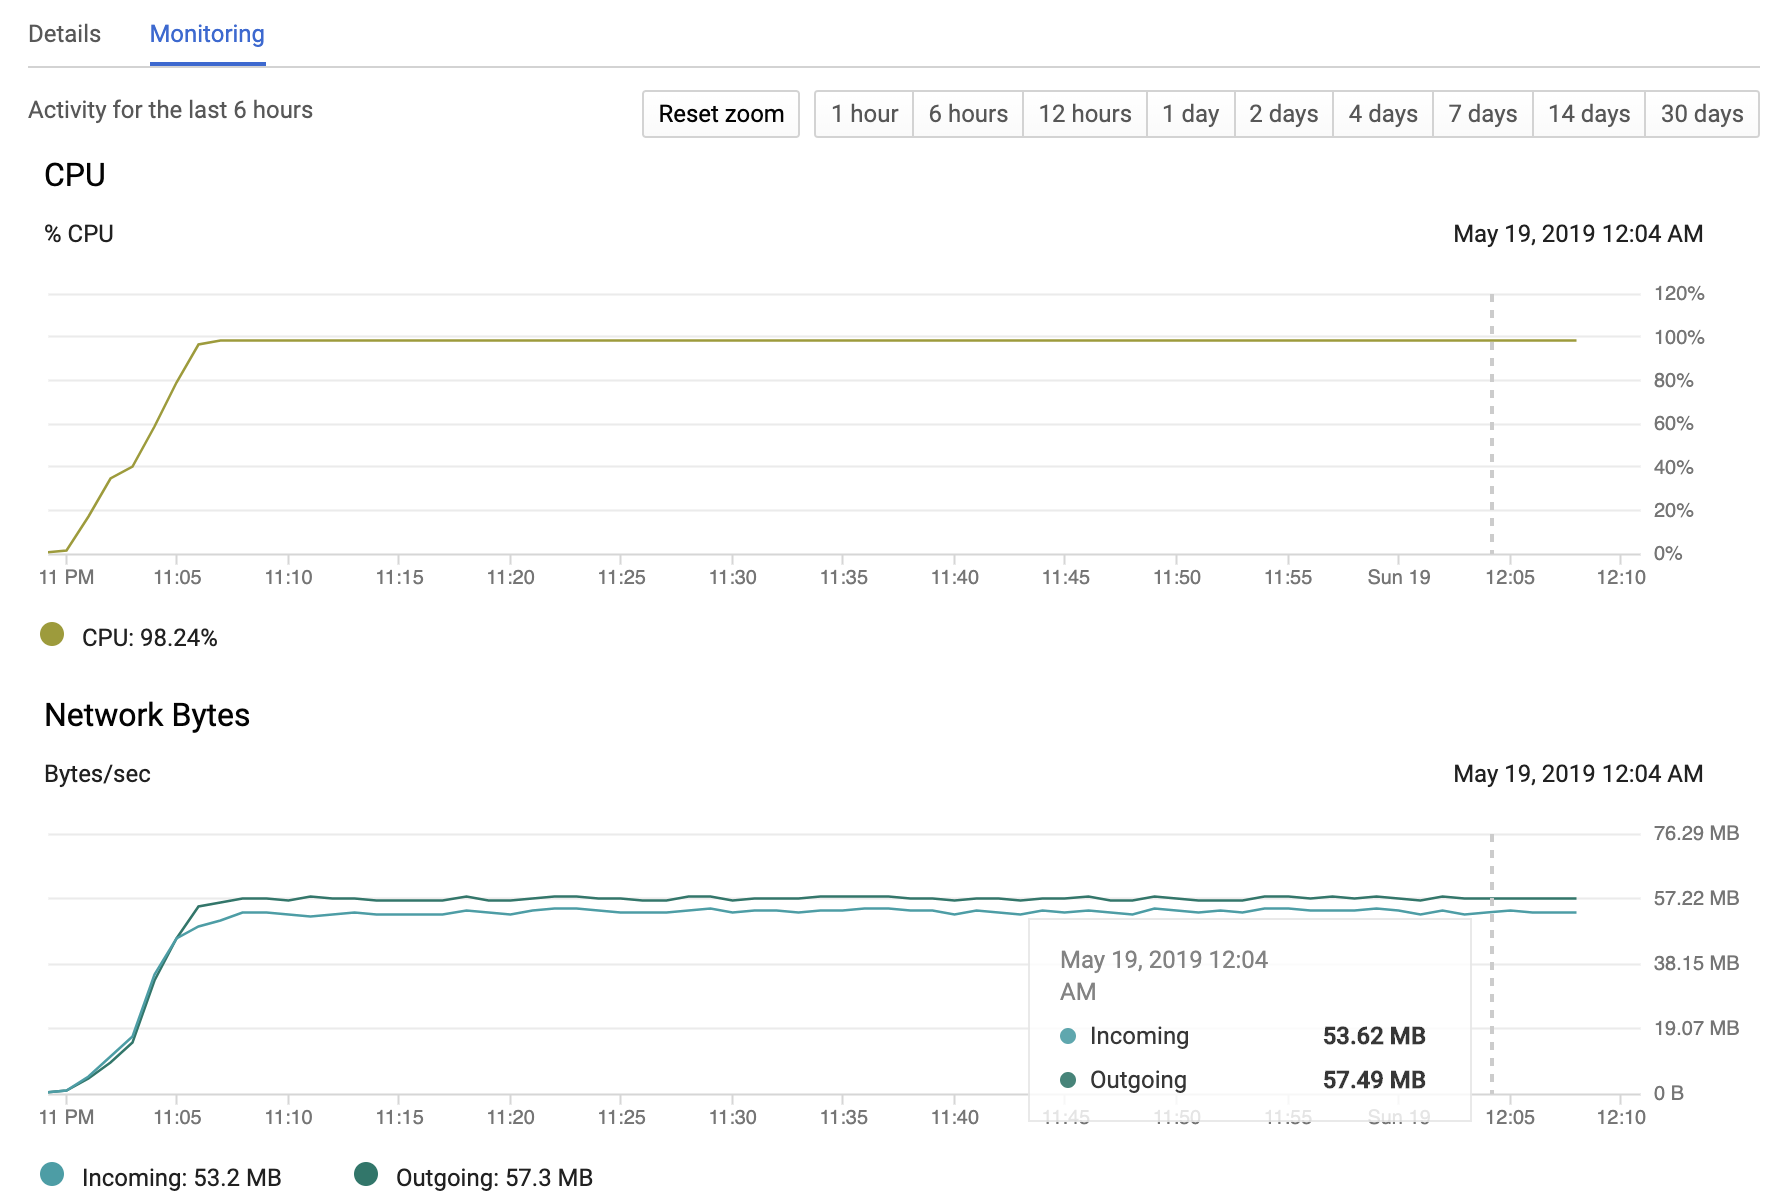 Details Monitoring
Activity for the last 6 hours Reset zoom 1 hour 6 hours 12 hours 1 day 2 days 4 days 7 days 14 days 30 days
CPU
% CPU May 19, 2019 12:04 AM
120%
100%
80%
60%
40%
20%
0%
11 PM 11:05 11:10 11:15 11:20 11:25 11:30 11:35 11:40 11:45 11:50 11:55 Sun 19 12:05 12:10
CPU: 98.24%
Network Bytes
Bytes/sec May 19, 2019 12:04 AM
76.29 MB
57.22 MB
38.15 MB
19.07 MB
0 B
May 19, 2019 12:04
AM
Incoming 53.62 MB
Outgoing 57.49 MB
11 PM 11:05 11:10 11:15 11:20 11:25 11:30 11:35 11:40 11:45 11:50 11:55 Sun 19 12:05 12:10
Incoming: 53.2 MB Outgoing: 57.3 MB